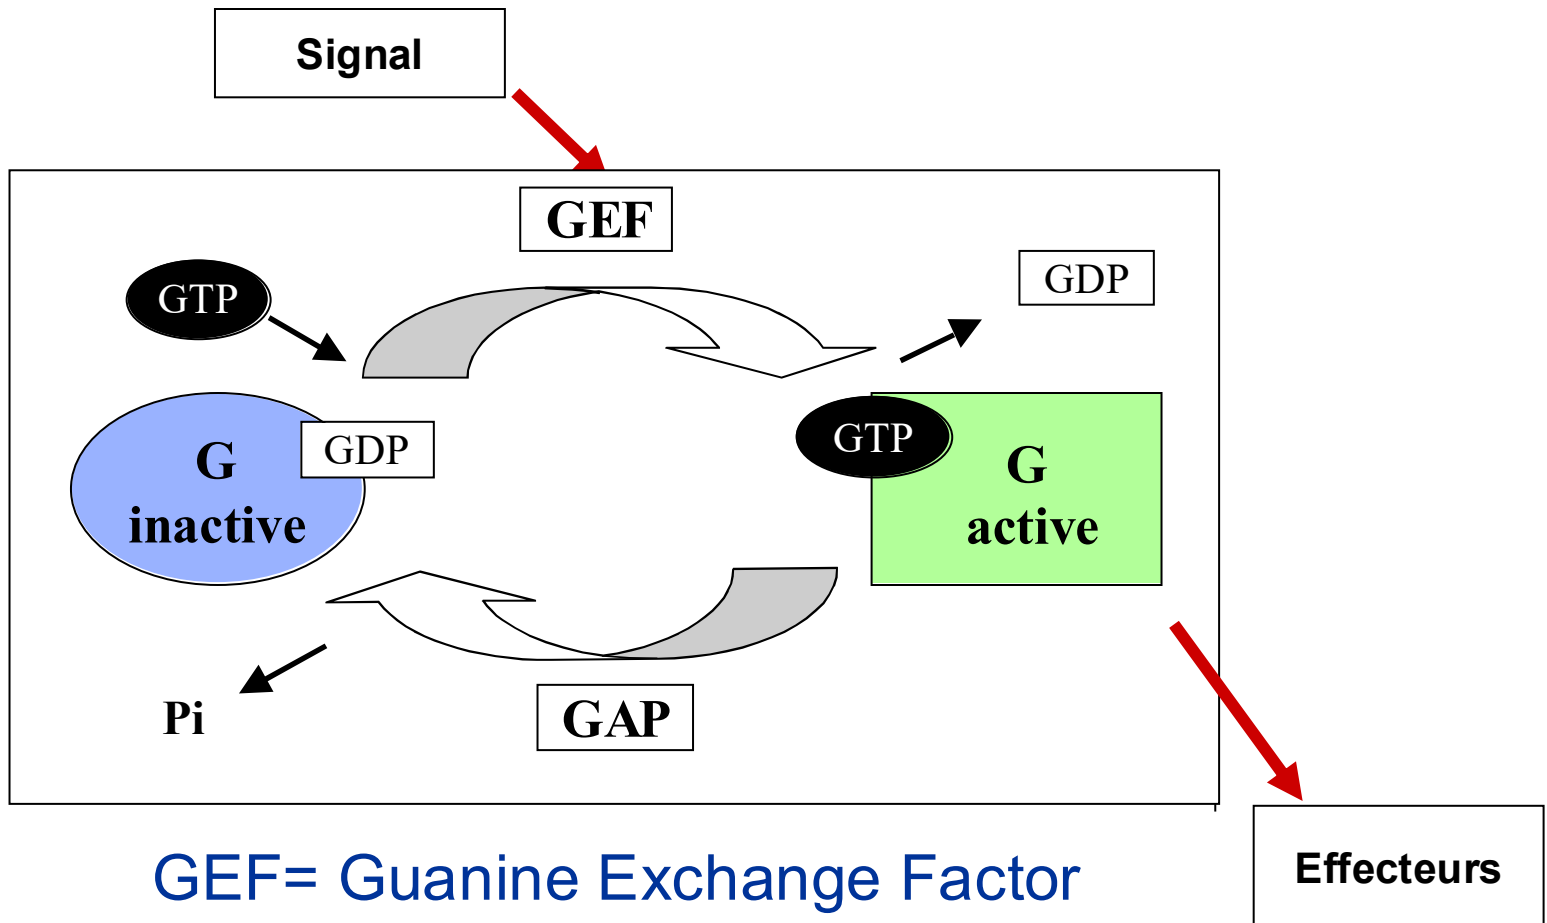 Signal
GEF
GTP
GDP
G
inactive
GDP
GTP
G
active
Pi
GAP
GEF= Guanine Exchange Factor
Effecteurs